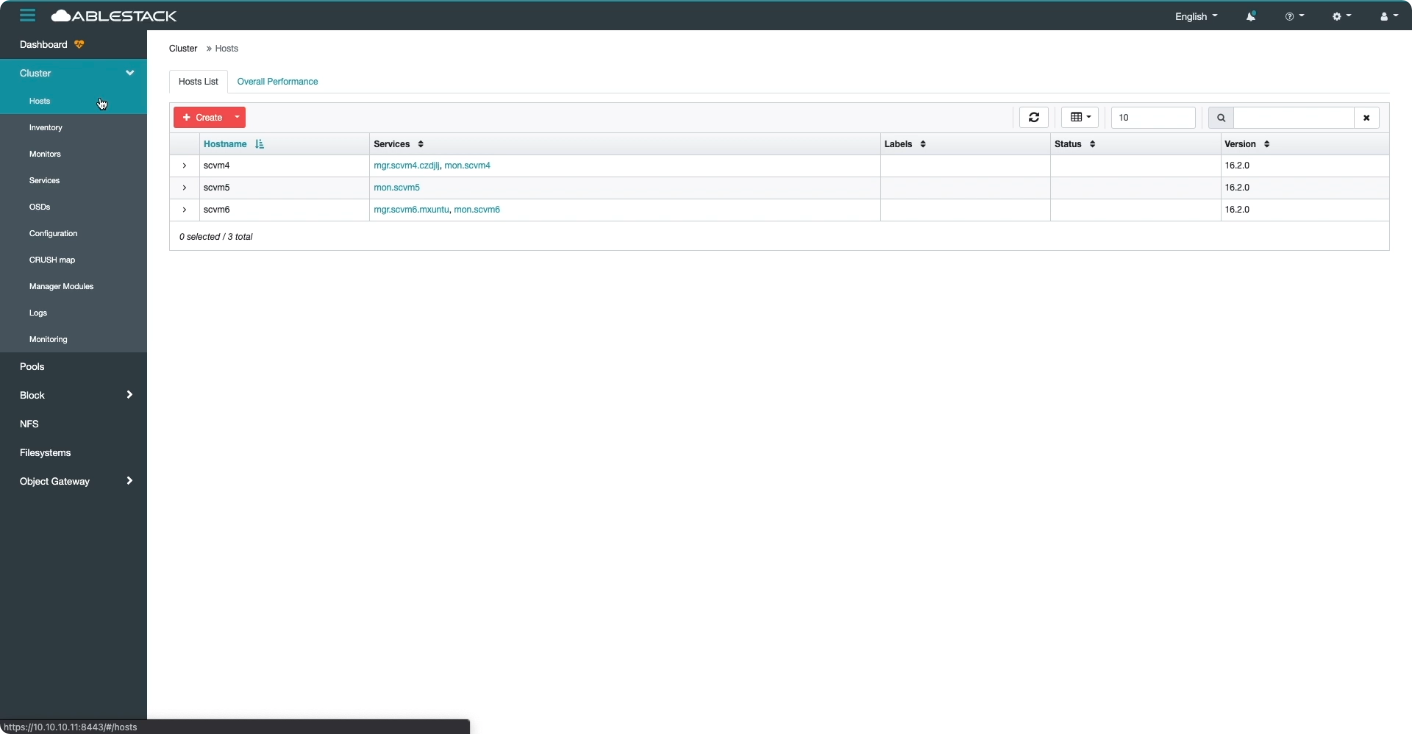 ABLESTACK
English
Dashboard
Cluster
Hosts
Inventory
Monitors
Services
OSDs
Configuration
CRUSH map
Manager Modules
Logs
Monitoring
Pools
Block
NFS
Filesystems
Object Gateway
Cluster » Hosts
Hosts List Overall Performance
+ Create 10
Hostname Services Labels Status Version
scvm4 mgr.scvm4.czdjlj, mon.scvm4 16.2.0
scvm5 mon.scvm5 16.2.0
scvm6 mgr.scvm6.mxuntu, mon.scvm6 16.2.0
0 selected / 3 total
https://10.10.10.11:8443/#/hosts